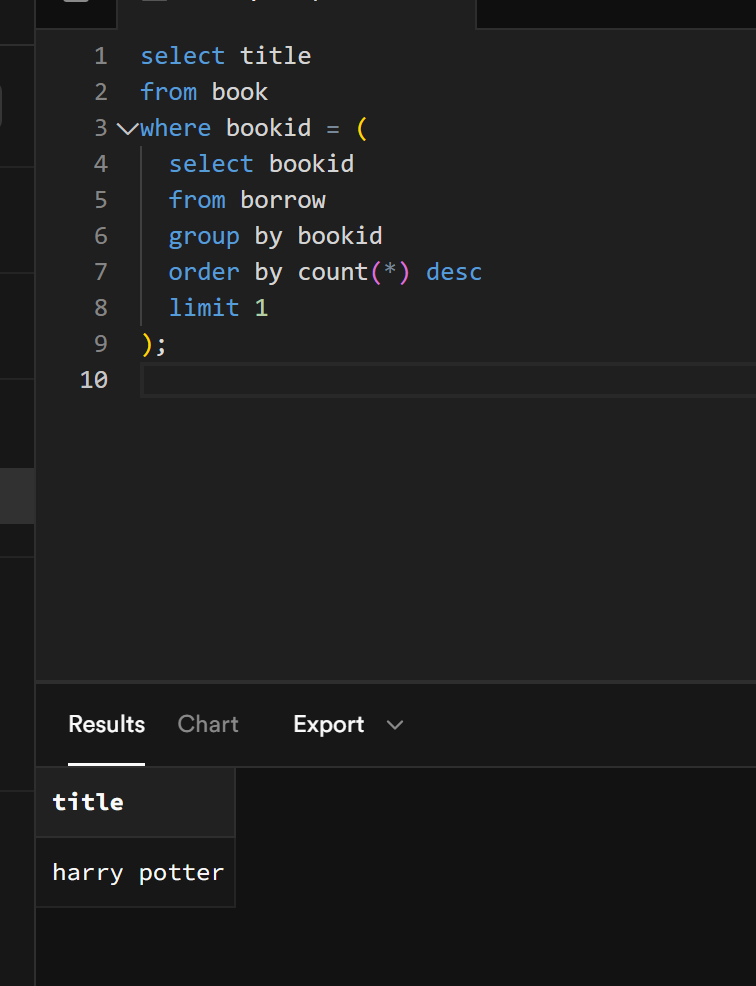 1 select title
2 from book
3 where bookid = (
4 select bookid
5 from borrow
6 group by bookid
7 order by count(*) desc
8 limit 1
9 );
10
Results Chart Export
title
harry potter